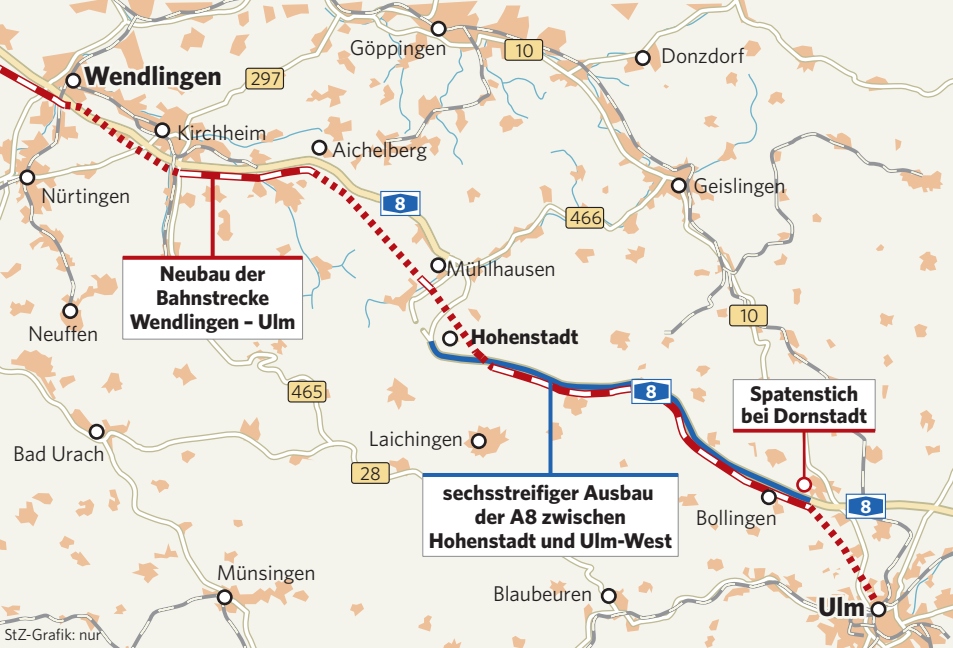 Göppingen
10
Donzdorf
Wendlingen
297
Kirchheim
Aichelberg
Nürtingen
Geislingen
8
466
Neubau der
Bahnstrecke
Wendlingen – Ulm
Mühlhausen
Neuffen
10
Hohenstadt
465
8
Spatenstich
bei Dornstadt
Laichingen
Bad Urach
28
sechsstreifiger Ausbau
der A8 zwischen
Hohenstadt und Ulm-West
Bollingen
8
Münsingen
Blaubeuren
Ulm
StZ-Grafik: nur